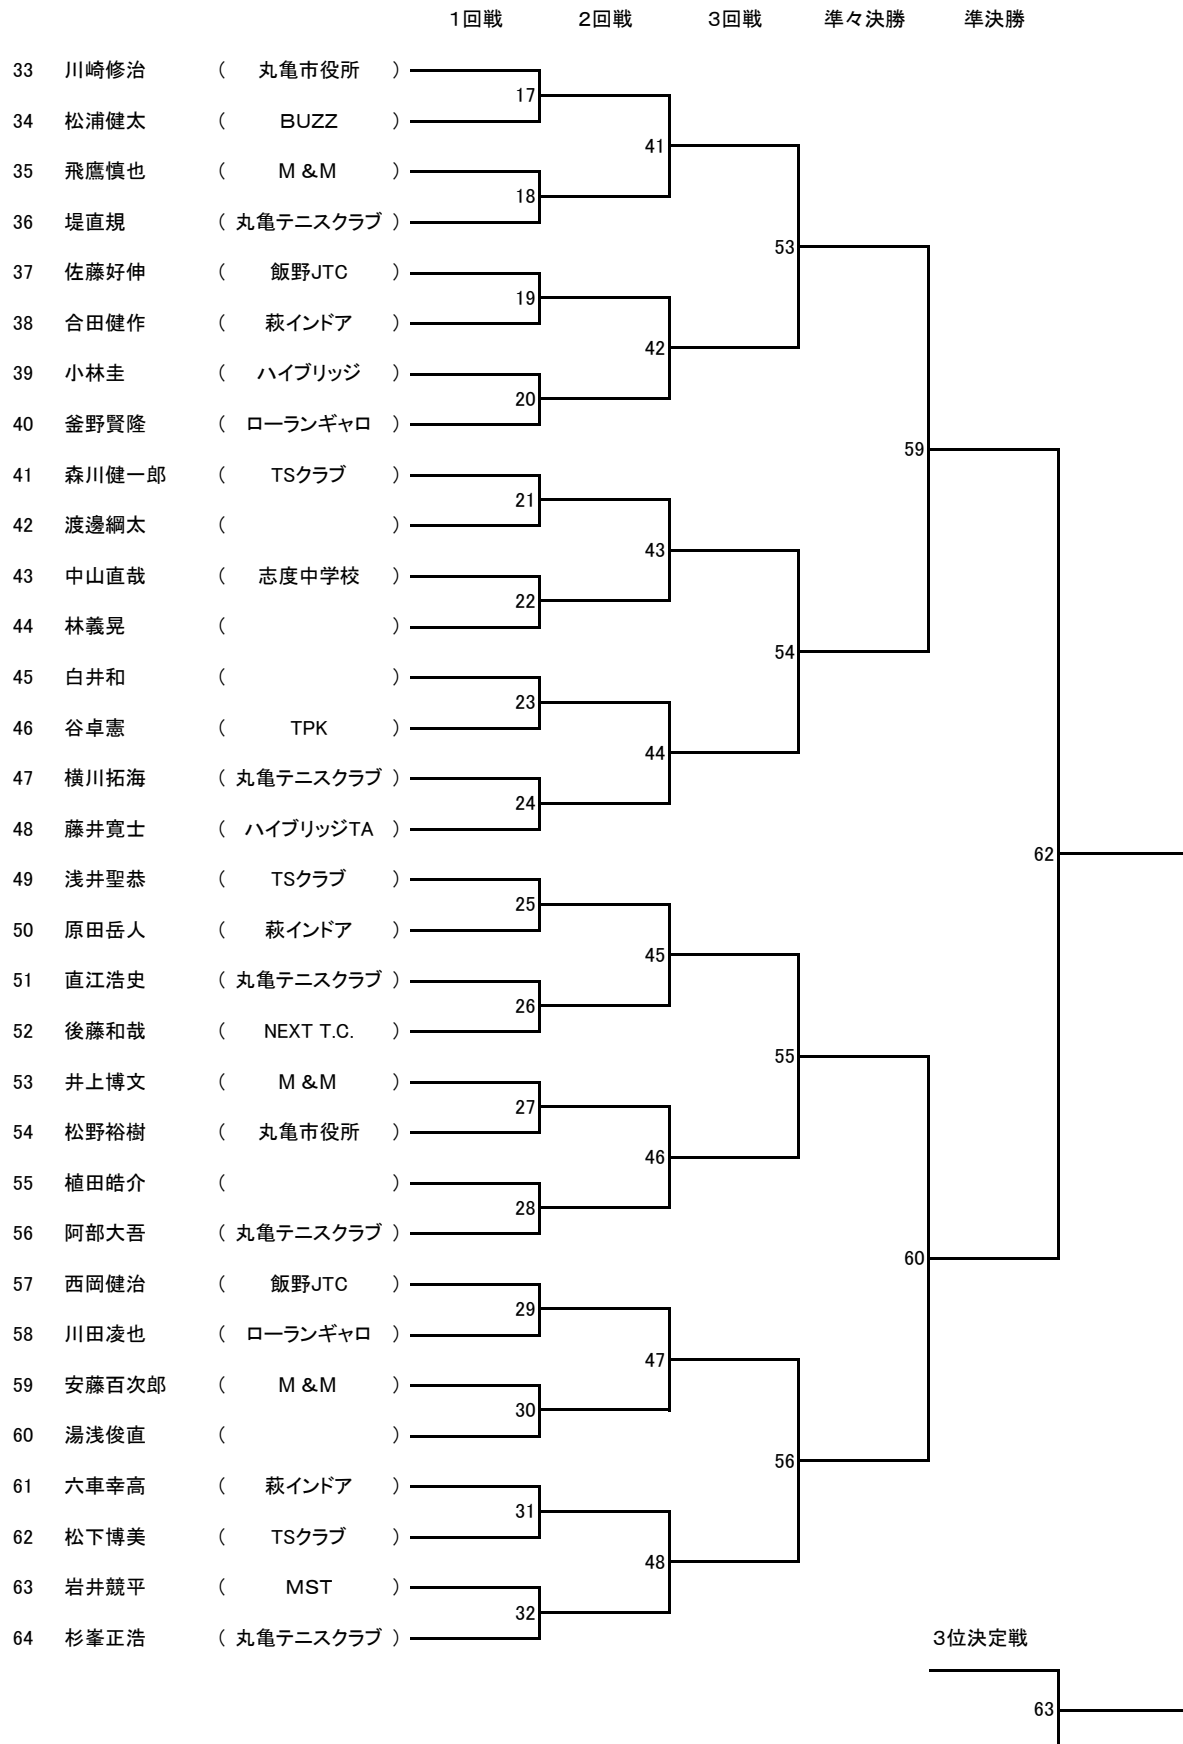 1回戦 2回戦 3回戦 準々決勝 準決勝
33 川崎修治 ( 丸亀市役所 )
17
34 松浦健太 ( BUZZ )
41
35 飛鷹慎也 ( M &M )
18
36 堤直規 ( 丸亀テニスクラブ )
53
37 佐藤好伸 ( 飯野JTC )
19
38 合田健作 ( 萩インドア )
42
39 小林圭 ( ハイブリッジ )
20
40 釜野賢隆 ( ローランギャロ )
59
41 森川健一郎 ( TSクラブ )
21
42 渡邊綱太 ( )
43
43 中山直哉 ( 志度中学校 )
22
44 林義晃 ( )
54
45 白井和 ( )
23
46 谷卓憲 ( TPK )
44
47 横川拓海 ( 丸亀テニスクラブ )
24
48 藤井寛士 ( ハイブリッジTA )
62
49 浅井聖恭 ( TSクラブ )
25
50 原田岳人 ( 萩インドア )
45
51 直江浩史 ( 丸亀テニスクラブ )
26
52 後藤和哉 ( NEXT T.C. )
55
53 井上博文 ( M &M )
27
54 松野裕樹 ( 丸亀市役所 )
46
55 植田皓介 ( )
28
56 阿部大吾 ( 丸亀テニスクラブ )
60
57 西岡健治 ( 飯野JTC )
29
58 川田凌也 ( ローランギャロ )
47
59 安藤百次郎 ( M &M )
30
60 湯浅俊直 ( )
56
61 六車幸高 ( 萩インドア )
31
62 松下博美 ( TSクラブ )
48
63 岩井競平 ( MST )
32
64 杉峯正浩 ( 丸亀テニスクラブ )
3位決定戦
63